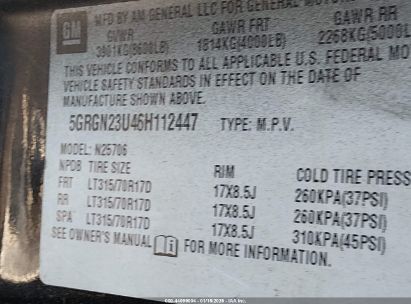 MFD BY AM GENERAL LLC FOR GENERAL MOTORS
GM
GVWR GAWR FRT GAWR RR
3901KG(8600LB) 1814KG(4000LB) 2268KG(5000L
THIS VEHICLE CONFORMS TO ALL APPLICABLE U.S. FEDERAL MO
VEHICLE SAFETY STANDARDS IN EFFECT ON THE DATE OF
MANUFACTURE SHOWN ABOVE.
5GRGN23U46H112447 TYPE: M.P.V.
MODEL: N25706
NPDB TIRE SIZE RIM COLD TIRE PRESS
FRT LT315/70R17D 17X8.5J 260KPA(37PSI)
RR LT315/70R17D 17X8.5J 260KPA(37PSI)
SPA LT315/70R17D 17X8.5J 310KPA(45PSI)
SEE OWNER'S MANUAL FOR MORE INFORMATION.